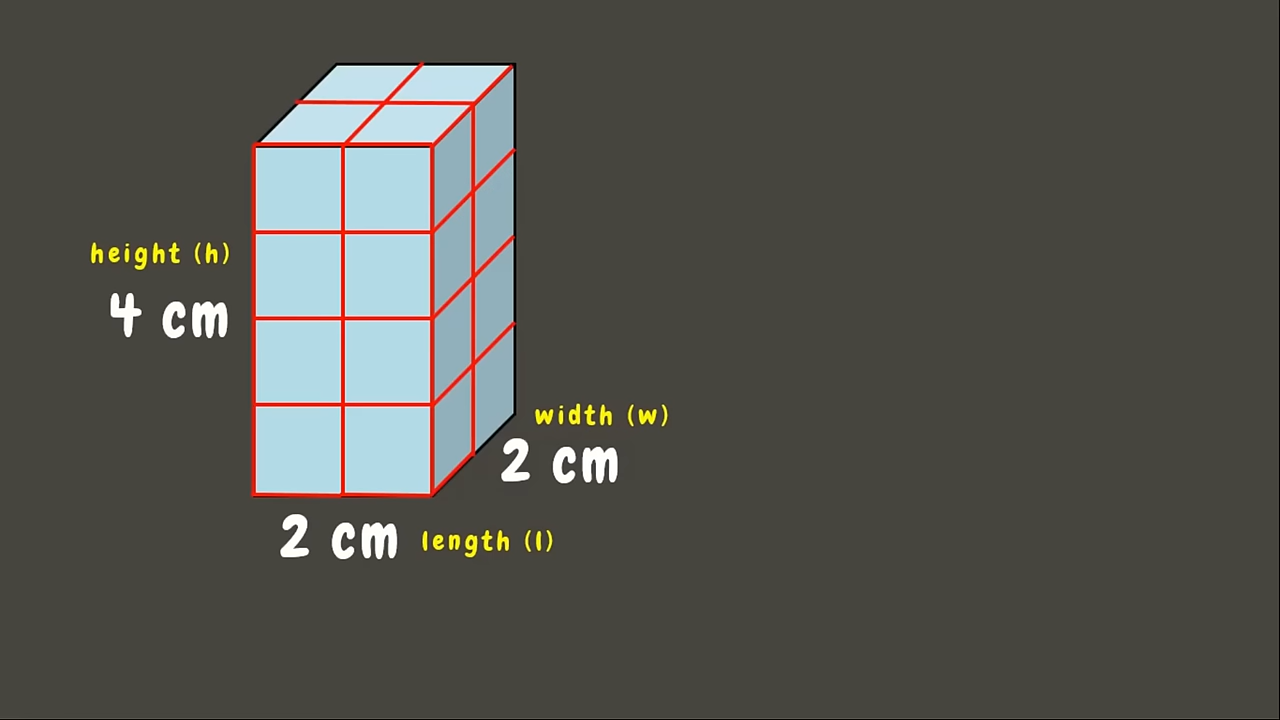 height (h)
4 cm
width (w)
2 cm
2 cm length (l)